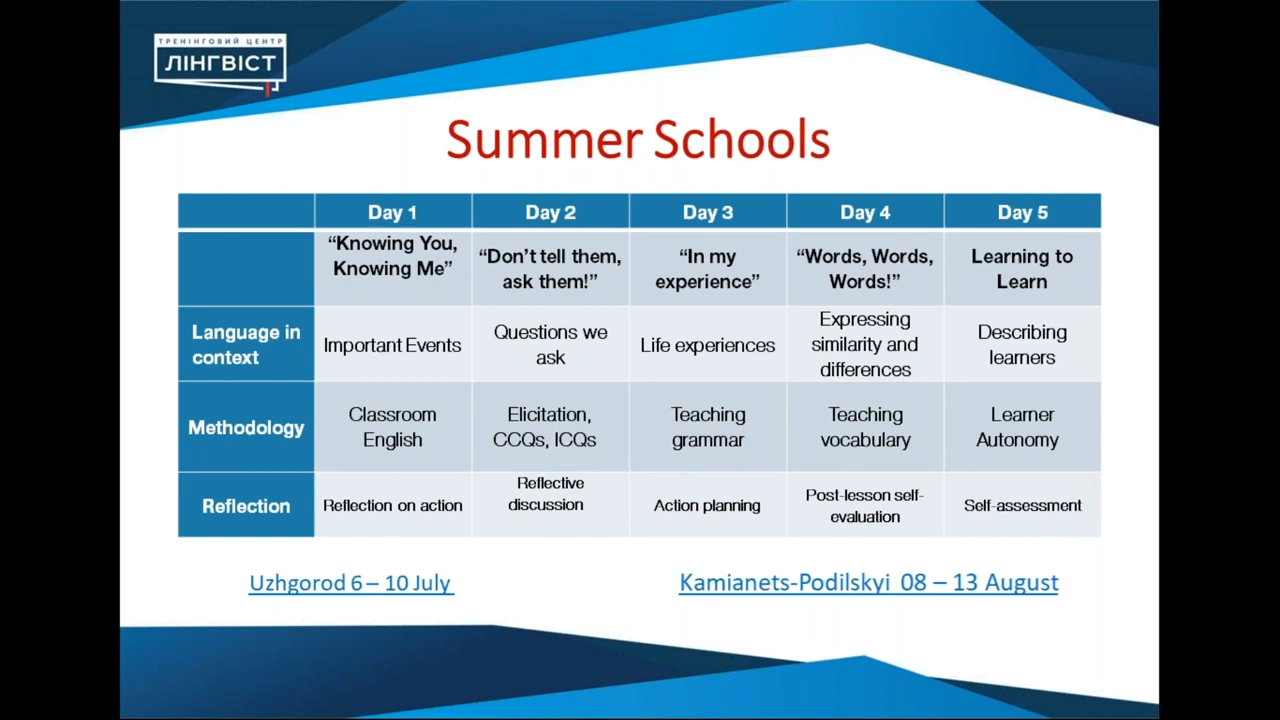 ТРЕНІНГОВИЙ ЦЕНТР
ЛІНГВІСТ
Summer Schools
Day 1 Day 2 Day 3 Day 4 Day 5
“Knowing You,
Knowing Me”
“Don’t tell them,
ask them!”
“In my
experience”
“Words, Words,
Words!”
Learning to
Learn
Language in
context
Important Events
Questions we
ask
Life experiences
Expressing
similarity and
differences
Describing
learners
Methodology
Classroom
English
Elicitation,
CCQs, ICQs
Teaching
grammar
Teaching
vocabulary
Learner
Autonomy
Reflection
Reflection on action
Reflective
discussion
Action planning
Post-lesson self-
evaluation
Self-assessment
Uzhgorod 6 – 10 July
Kamianets-Podilskyi 08 – 13 August